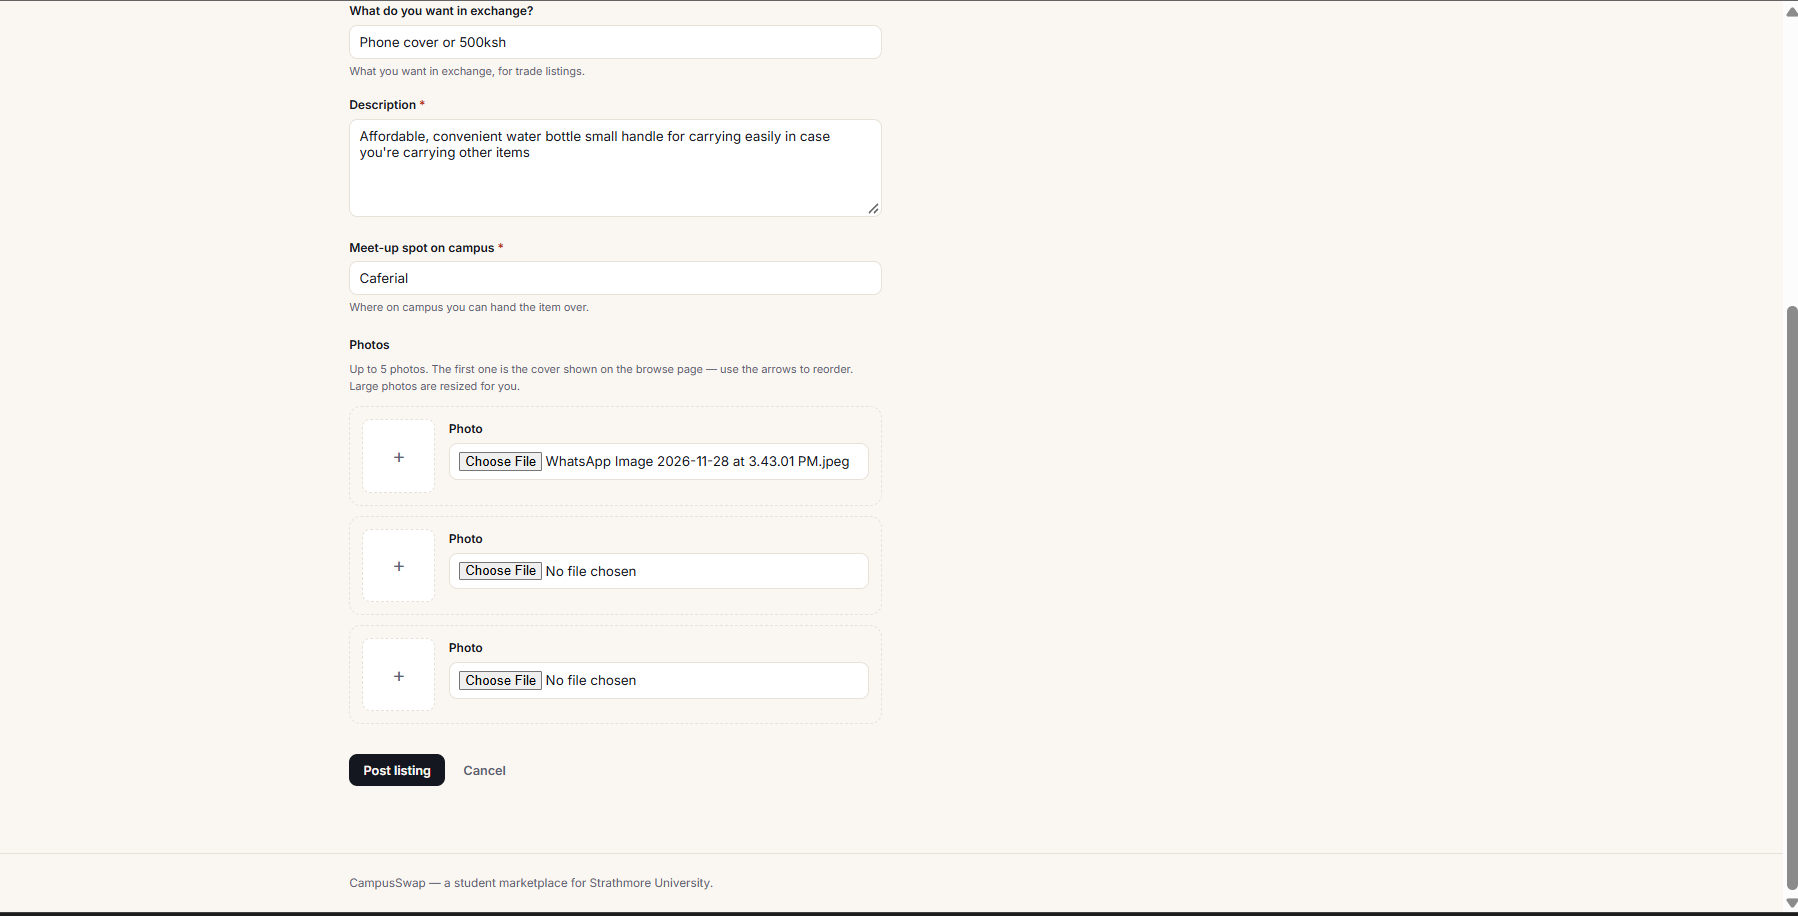 What do you want in exchange?
Phone cover or 500ksh
What you want in exchange, for trade listings.
Description *
Affordable, convenient water bottle small handle for carrying easily in case
you're carrying other items
Meet-up spot on campus *
Caferial
Where on campus you can hand the item over.
Photos
Up to 5 photos. The first one is the cover shown on the browse page — use the arrows to reorder.
Large photos are resized for you.
Photo
+
Choose File WhatsApp Image 2026-11-28 at 3.43.01 PM.jpeg
Photo
+
Choose File No file chosen
Photo
+
Choose File No file chosen
Post listing Cancel
CampusSwap — a student marketplace for Strathmore University.